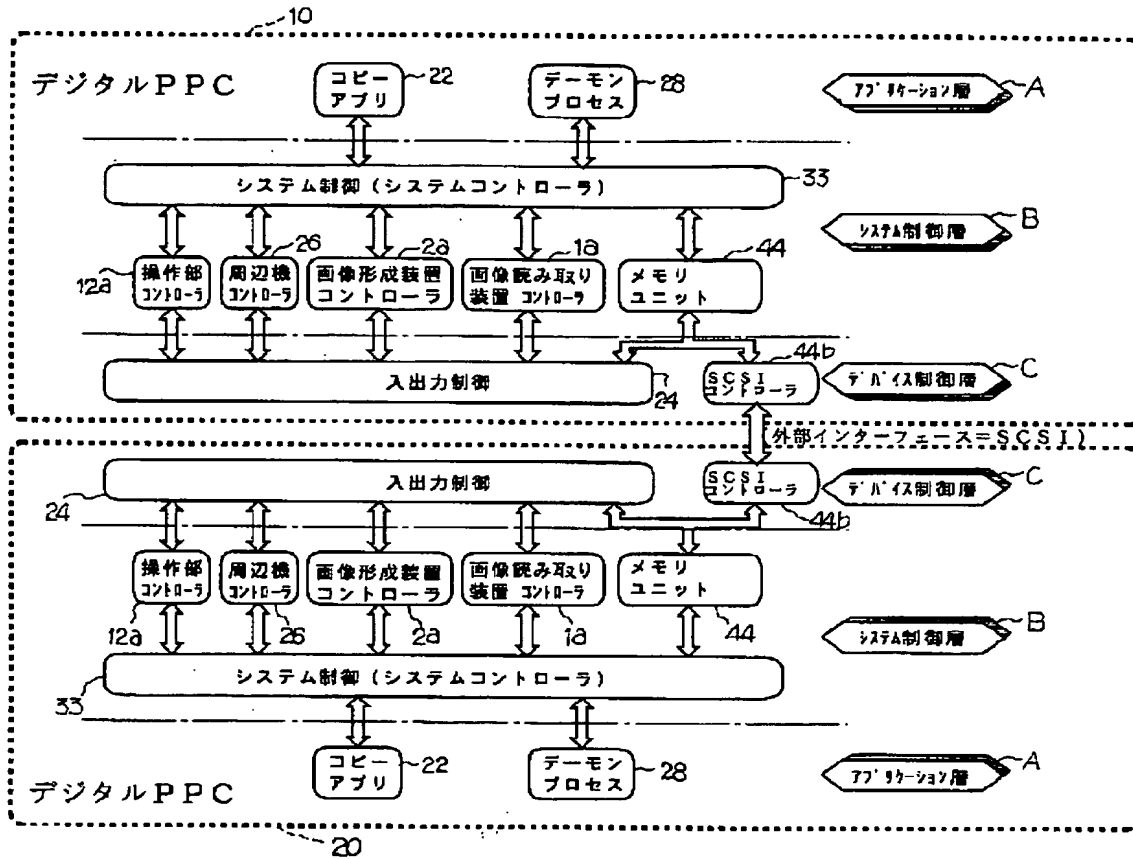 10
デジタルPPC
コピー
アプリ
22
デーモン
プロセス
28
アプリケーション層
A
システム制御(システムコントローラ)
33
システム制御層
B
12a
操作部
コントローラ
26
周辺機
コントローラ
2a
画像形成装置
コントローラ
1a
画像読み取り
装置 コントローラ
44
メモリ
ユニット
入出力制御
24
44b
SCSI
コントローラ
デバイス制御層
C
外部インターフェース=SCSI)
入出力制御
24
SCSI
コントローラ
44b
デバイス制御層
C
操作部
コントローラ
12a
周辺機
コントローラ
26
画像形成装置
コントローラ
2a
画像読み取り
装置 コントローラ
1a
メモリ
ユニット
44
システム制御層
B
システム制御(システムコントローラ)
33
コピー
アプリ
22
デーモン
プロセス
28
アプリケーション層
A
デジタルPPC
20